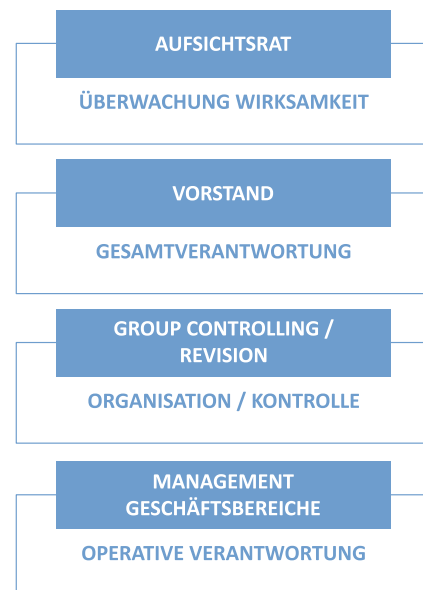 AUFSICHTSRAT
ÜBERWACHUNG WIRKSAMKEIT
VORSTAND
GESAMTVERANTWORTUNG
GROUP CONTROLLING /
REVISION
ORGANISATION / KONTROLLE
MANAGEMENT
GESCHÄFTSBEREICHE
OPERATIVE VERANTWORTUNG